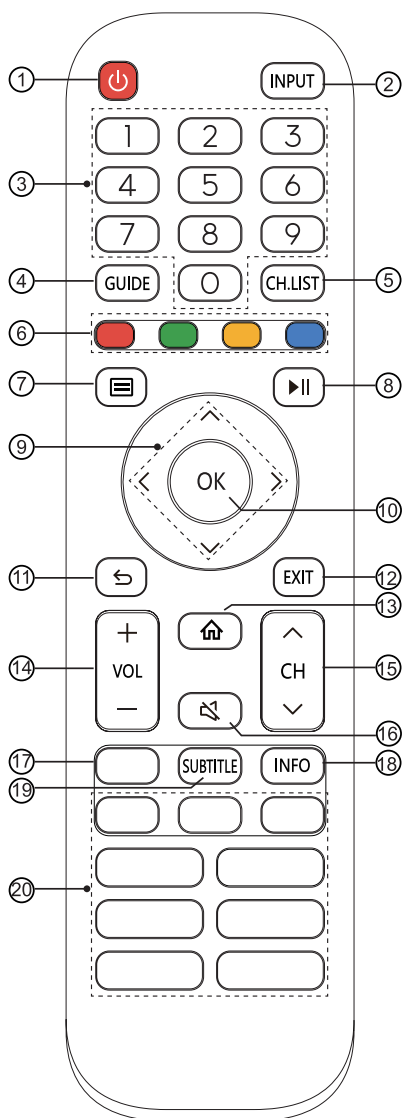 ① INPUT ②
1 2 3
③ 4 5 6
7 8 9
④ GUIDE 0 CH.LIST ⑤
⑥
⑦ ⑧
⑨
OK
⑩
⑪ EXIT ⑫
⑬
+
⑭ VOL CH ⑮
—
⑯
⑰ SUBTITLE INFO ⑱
⑲
⑳